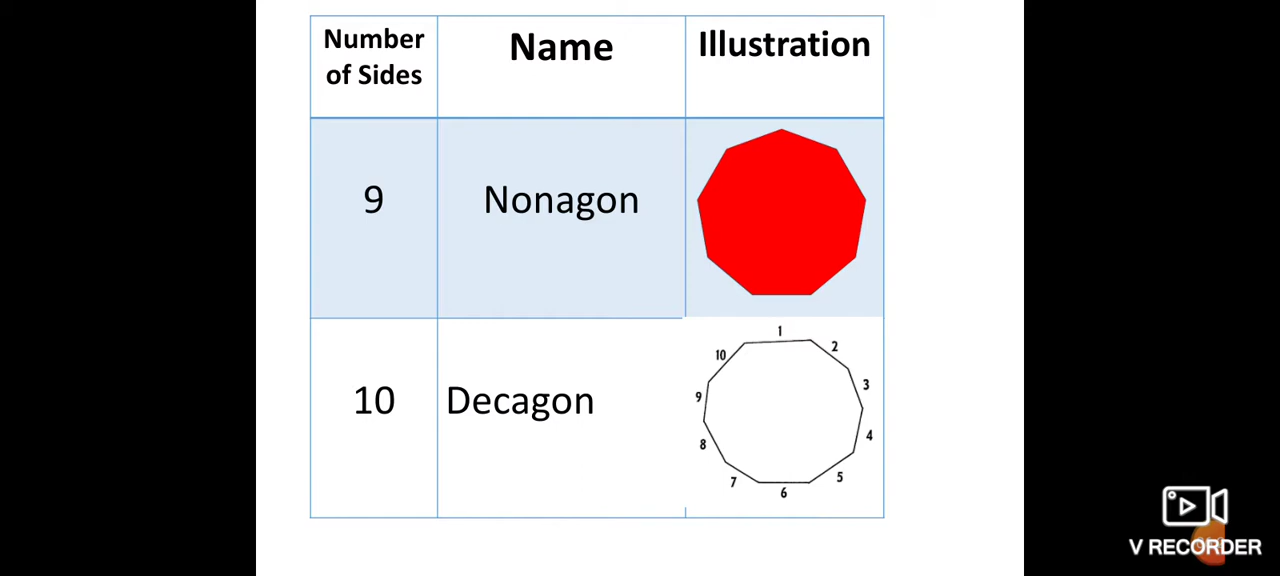 Number
of Sides
Name
Illustration
9
Nonagon
10
Decagon
1
2
3
4
5
6
7
8
9
10
V RECORDER